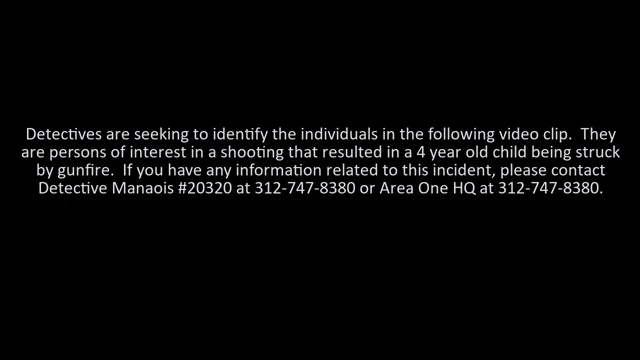 Detectives are seeking to identify the individuals in the following video clip.  They
are persons of interest in a shooting that resulted in a 4 year old child being struck
by gunfire.  If you have any information related to this incident, please contact
Detective Manaois #20320 at 312-747-8380 or Area One HQ at 312-747-8380.